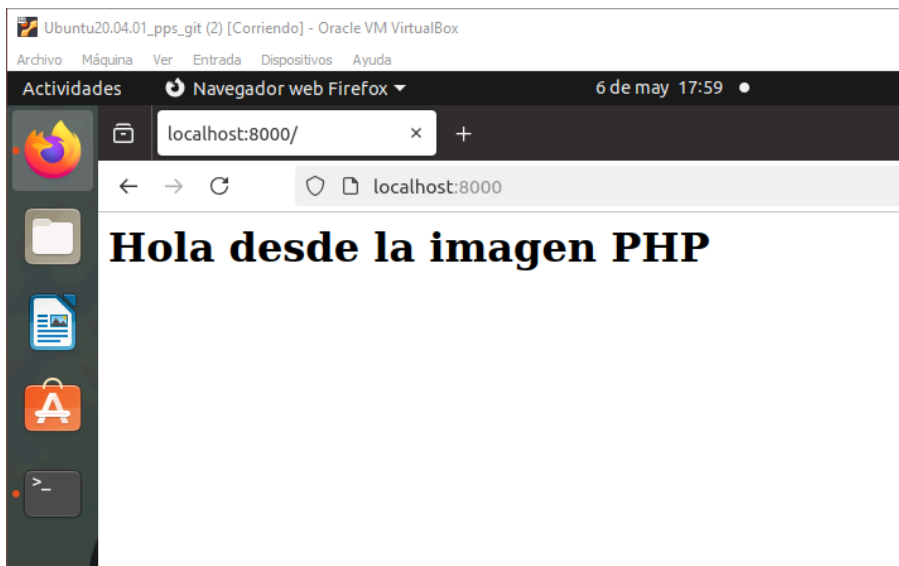 Ubuntu20.04.01_pps_git (2) [Corriendo] - Oracle VM VirtualBox
Archivo Máquina Ver Entrada Dispositivos Ayuda
Actividades Navegador web Firefox 6 de may 17:59
localhost:8000/
localhost:8000
Hola desde la imagen PHP